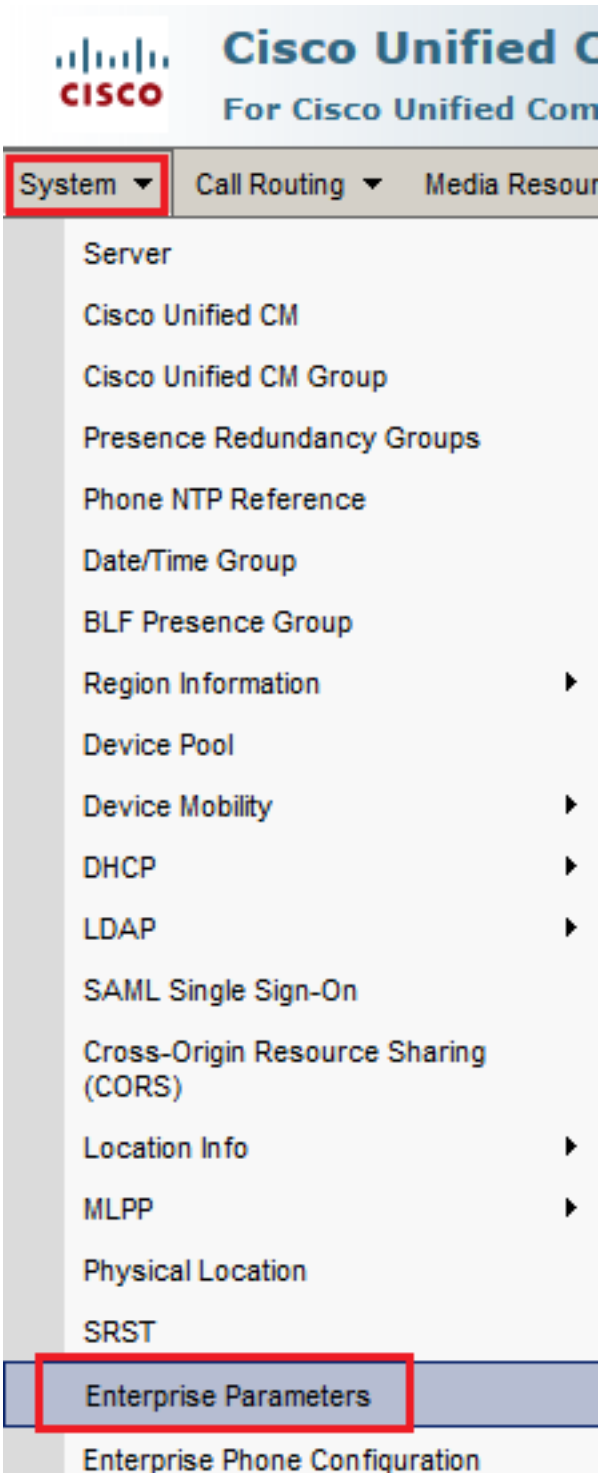 Cisco Unified
For Cisco Unified Com
CISCO
System Call Routing Media Resour
Server
Cisco Unified CM
Cisco Unified CM Group
Presence Redundancy Groups
Phone NTP Reference
Date/Time Group
BLF Presence Group
Region Information
Device Pool
Device Mobility
DHCP
LDAP
SAML Single Sign-On
Cross-Origin Resource Sharing
(CORS)
Location Info
MLPP
Physical Location
SRST
Enterprise Parameters
Enterprise Phone Configuration